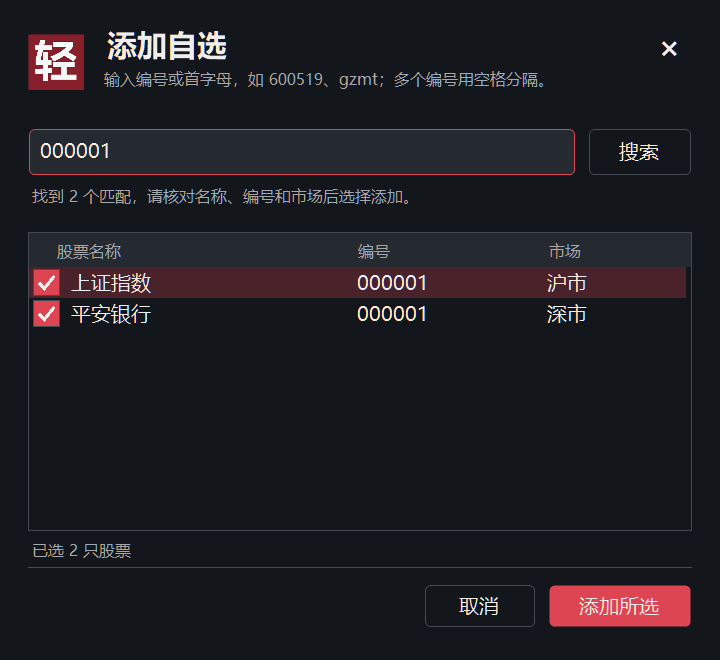 轻
添加自选
输入编号或首字母，如 600519、gzmt；多个编号用空格分隔。
000001
搜索
找到 2 个匹配，请核对名称、编号和市场后选择添加。
股票名称 编号 市场
上证指数 000001 沪市
平安银行 000001 深市
已选 2 只股票
取消 添加所选